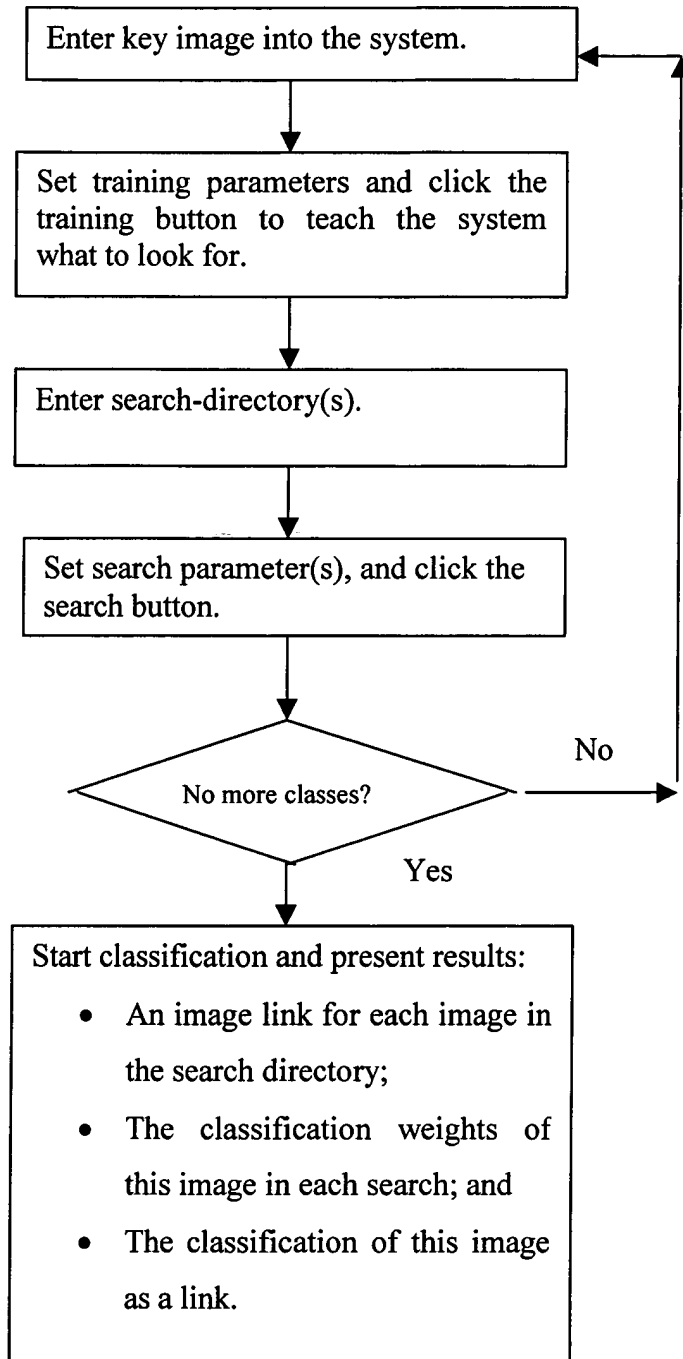 Enter key image into the system.
Set training parameters and click the
training button to teach the system
what to look for.
Enter search-directory(s).
Set search parameter(s), and click the
search button.
No more classes?
No
Yes
Start classification and present results:
• An image link for each image in
the search directory;
• The classification weights of
this image in each search; and
• The classification of this image
as a link.